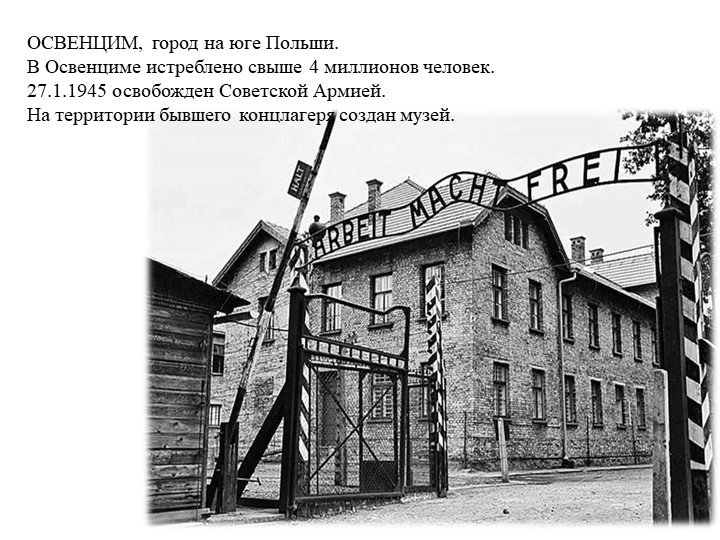 ОСВЕНЦИМ, город на юге Польши.
В Освенциме истреблено свыше 4 миллионов человек.
27.1.1945 освобожден Советской Армией.
На территории бывшего концлагеря создан музей.
HALT
ARBEIT MACHT FREI